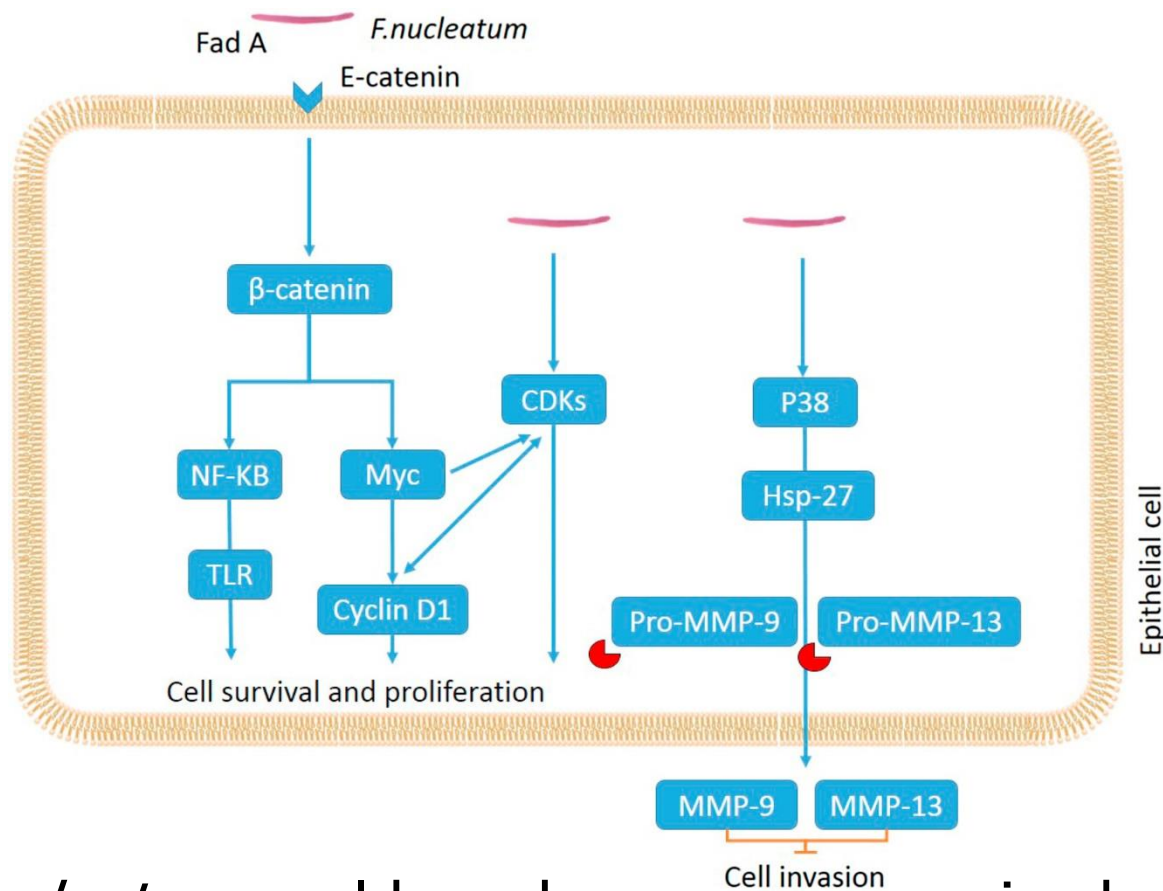 F.nucleatum
Fad A
E-catenin
β-catenin
CDKs
P38
NF-KB
Myc
Hsp-27
TLR
Cyclin D1
Pro-MMP-9
Pro-MMP-13
Cell survival and proliferation
Epithelial cell
MMP-9
MMP-13
Cell invasion